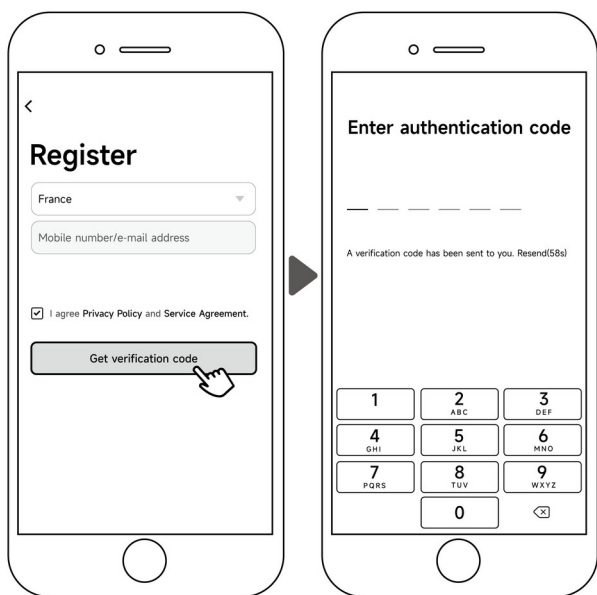 Register
France
Mobile number/e-mail address
I agree Privacy Policy and Service Agreement.
Get verification code
Enter authentication code
A verification code has been sent to you. Resend(58s)
1
2
ABC
3
DEF
4
GHI
5
JKL
6
MNO
7
PQRS
8
TUV
9
WXYZ
0